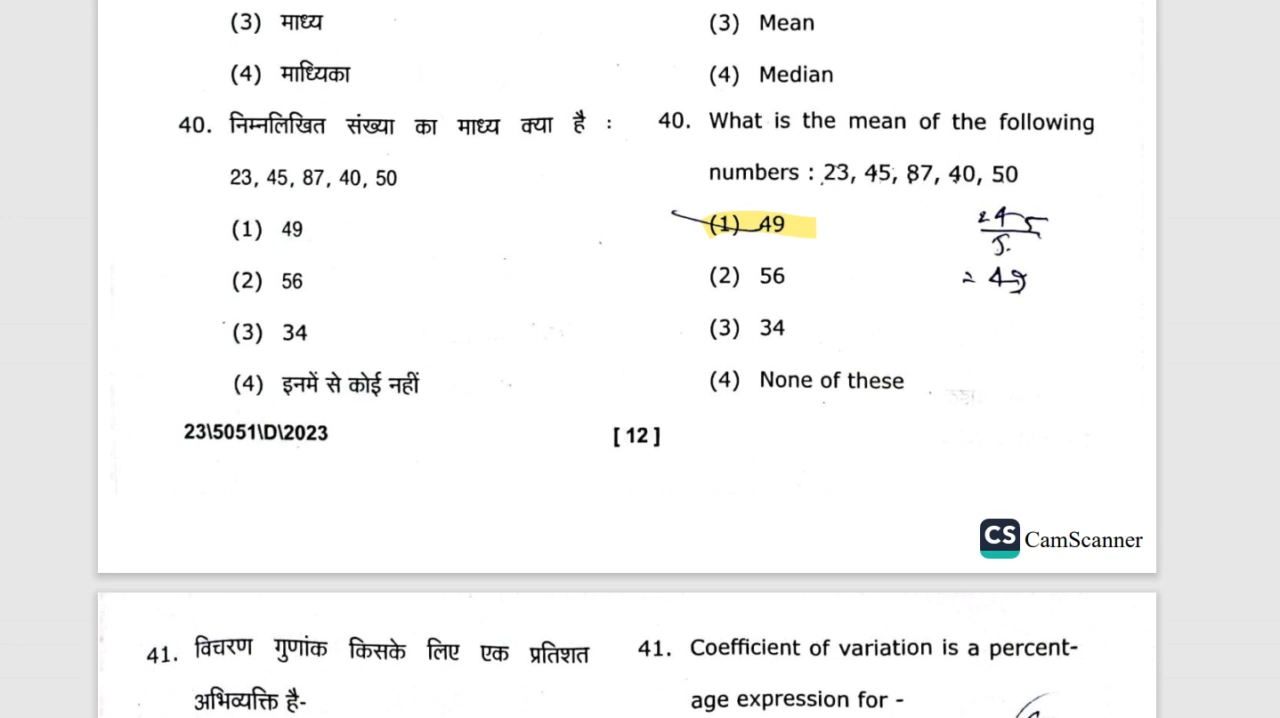 (3) माध्य
(4) माध्यिका
40. निम्नलिखित संख्या का माध्य क्या है :
23, 45, 87, 40, 50
(1) 49
(2) 56
(3) 34
(4) इनमें से कोई नहीं
23\5051\D\2023
(3) Mean
(4) Median
40. What is the mean of the following
numbers : 23, 45, 87, 40, 50
(1) 49
(2) 56
(3) 34
(4) None of these
245
5
= 49
[ 12 ]
CS CamScanner
41. विचरण गुणांक किसके लिए एक प्रतिशत
अभिव्यक्ति है-
41. Coefficient of variation is a percent-
age expression for -